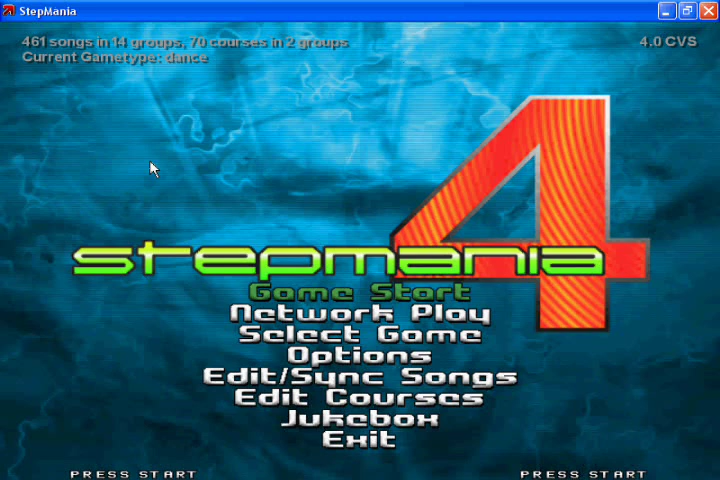 StepMania
461 songs in 14 groups, 70 courses in 2 groups
4.0 CVS
Current Gametype: dance
4
stepmania
Game Start
Network Play
Select Game
Options
Edit/Sync Songs
Edit Courses
Jukebox
Exit
PRESS START
PRESS START